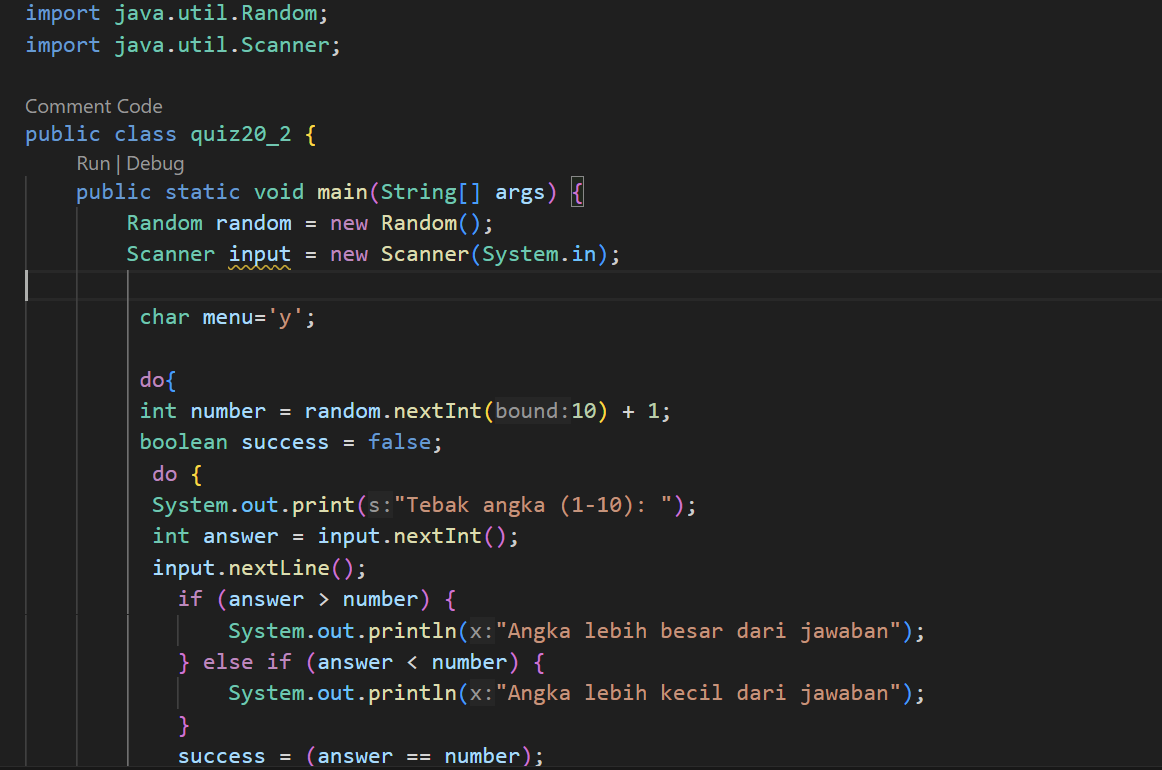 import java.util.Random;
import java.util.Scanner;
Comment Code
public class quiz20_2 {
Run | Debug
public static void main(String[] args) {
Random random = new Random();
Scanner input = new Scanner(System.in);
char menu='y';
do{
int number = random.nextInt(bound:10) + 1;
boolean success = false;
do {
System.out.print(s:"Tebak angka (1-10): ");
int answer = input.nextInt();
input.nextLine();
if (answer > number) {
System.out.println(x:"Angka lebih besar dari jawaban");
} else if (answer < number) {
System.out.println(x:"Angka lebih kecil dari jawaban");
}
success = (answer == number);